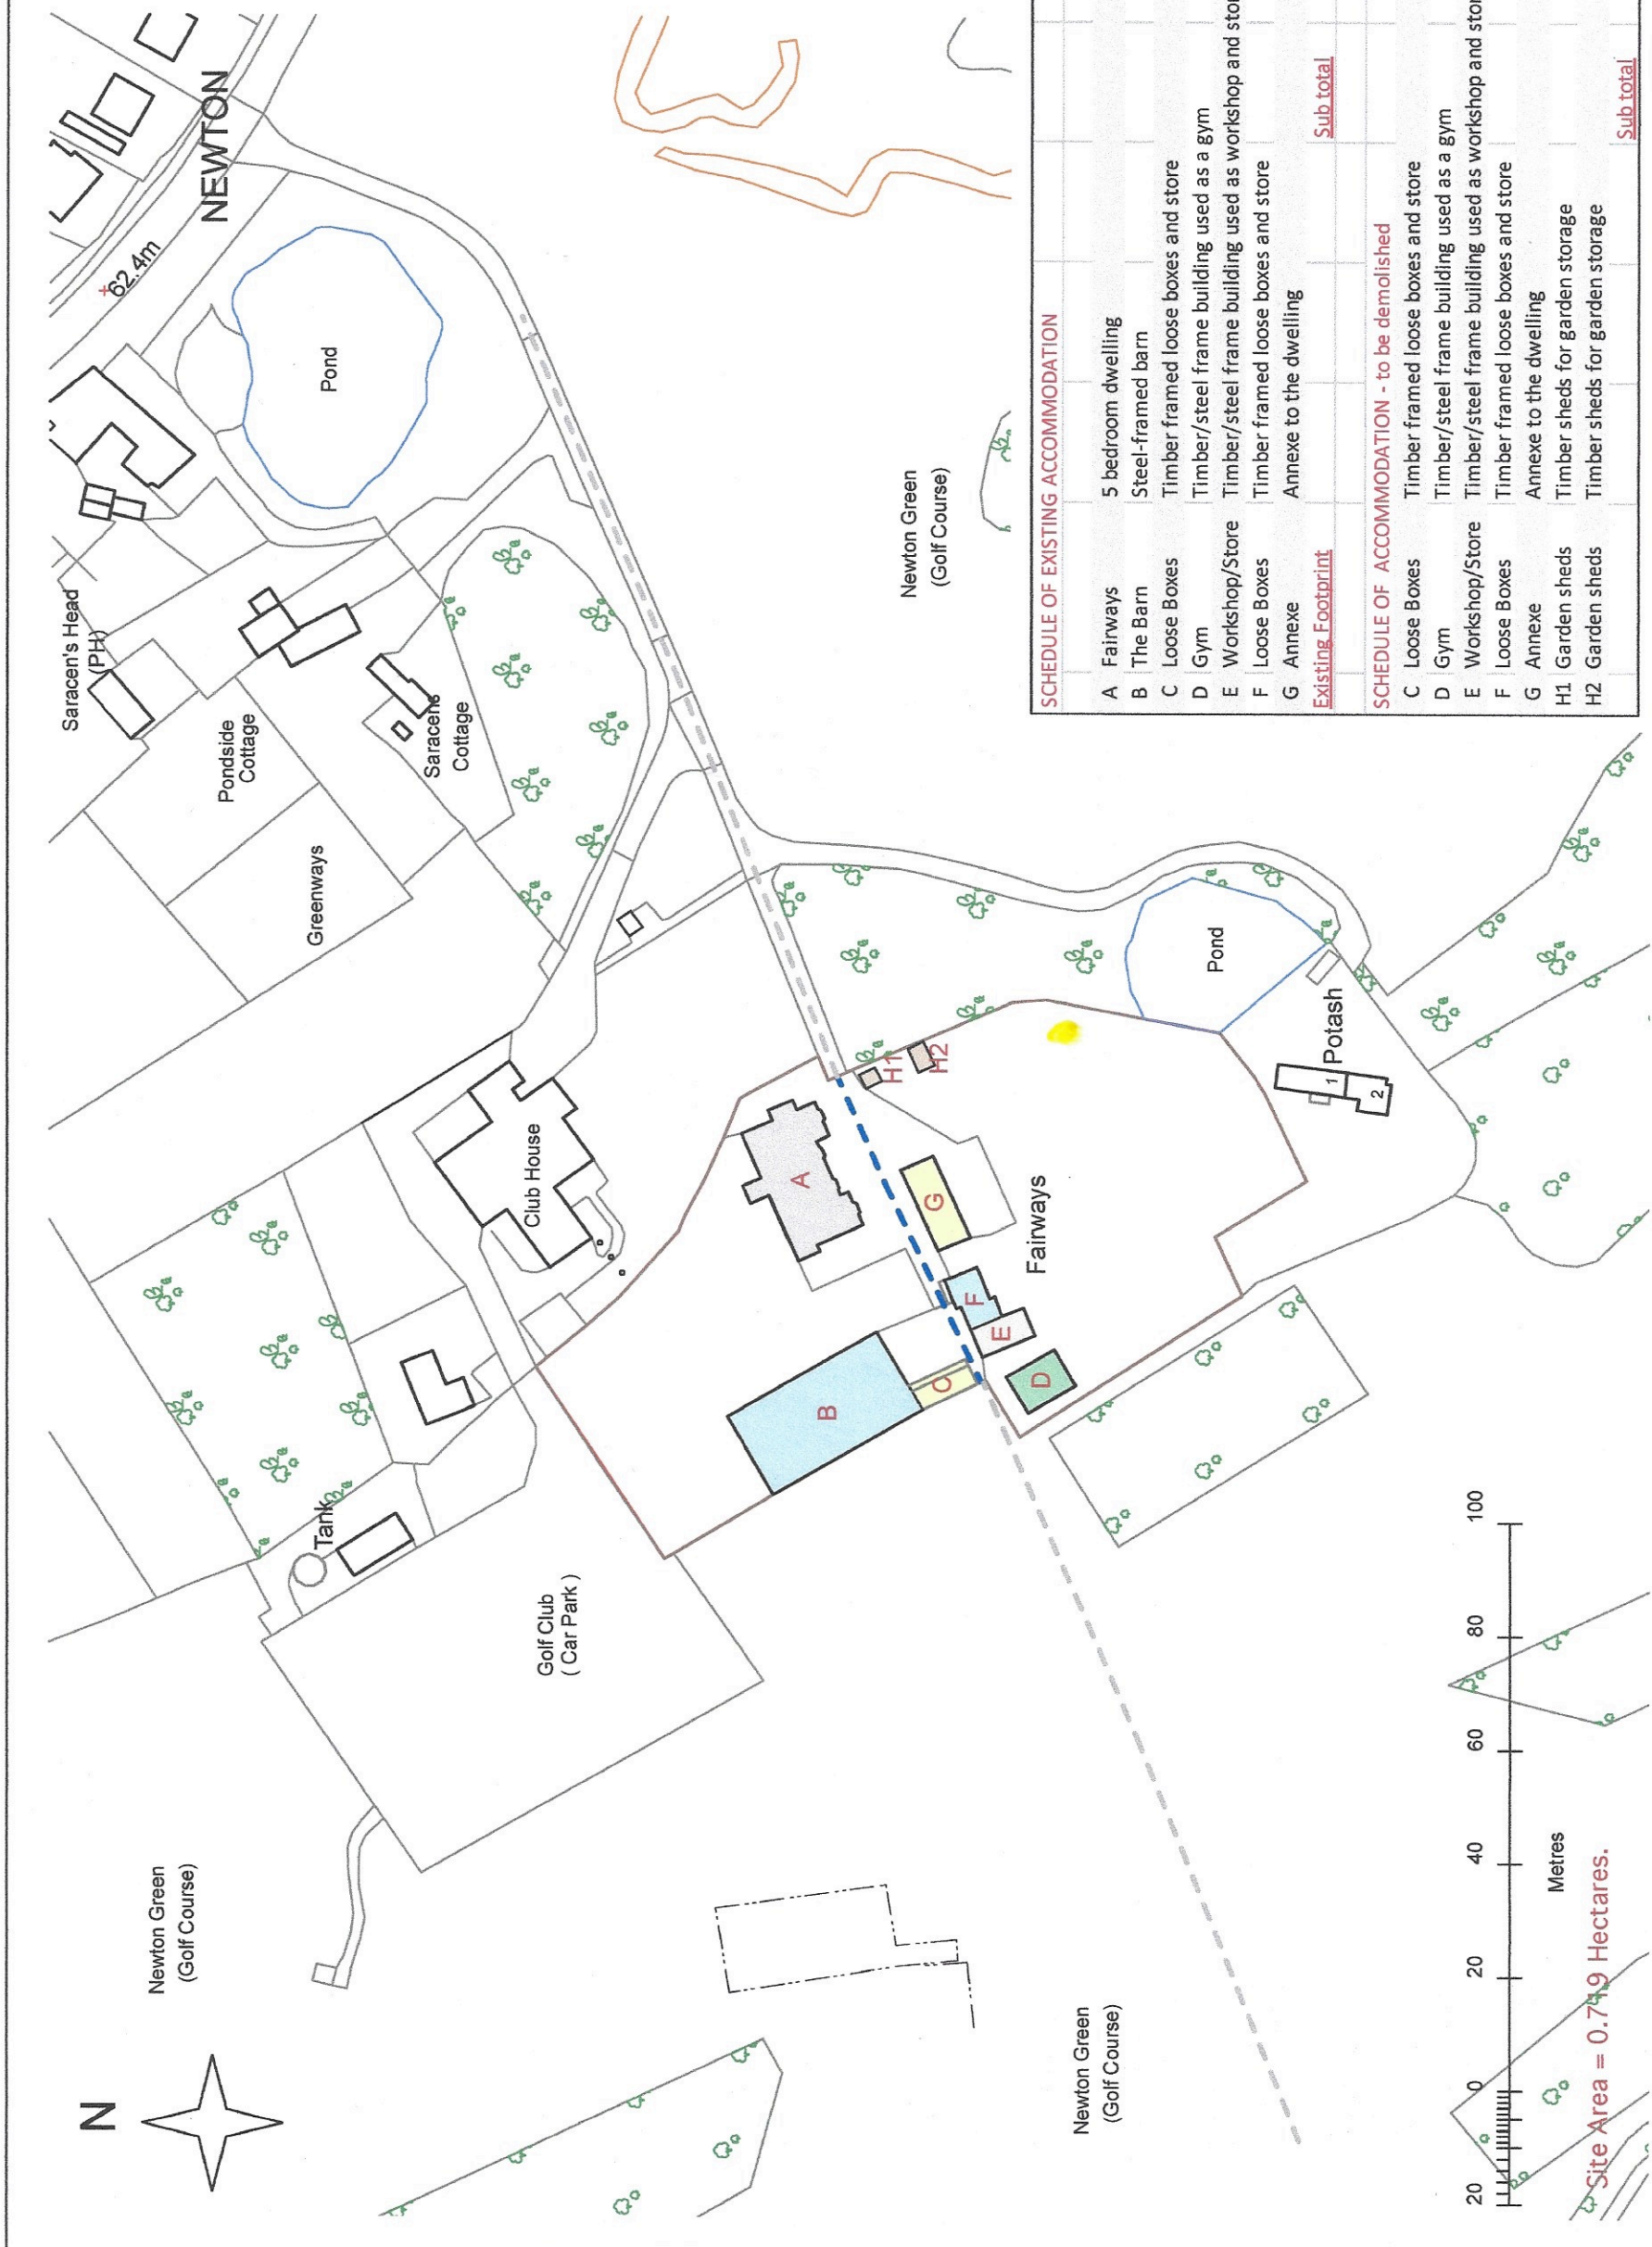 N
Newton Green
(Golf Course)
Tank
Golf Club
( Car Park )
Club House
Greenways
Pondside
Cottage
Saracen's Head
(PH)
Saracens
Cottage
Pond
62.4m
NEWTON
Newton Green
(Golf Course)
A
B
C
D
E
F
G
H1
H2
Fairways
Pond
Potash
1
2
Newton Green
(Golf Course)
20 0 20 40 60 80 100
Metres
Site Area = 0.719 Hectares.
SCHEDULE OF EXISTING ACCOMMODATION
A Fairways 5 bedroom dwelling
B The Barn Steel-framed barn
C Loose Boxes Timber framed loose boxes and store
D Gym Timber/steel frame building used as a gym
E Workshop/Store Timber/steel frame building used as workshop and stor
F Loose Boxes Timber framed loose boxes and store
G Annexe Annexe to the dwelling
Existing Footprint Sub total
SCHEDULE OF ACCOMMODATION - to be demolished
C Loose Boxes Timber framed loose boxes and store
D Gym Timber/steel frame building used as a gym
E Workshop/Store Timber/steel frame building used as workshop and stor
F Loose Boxes Timber framed loose boxes and store
G Annexe Annexe to the dwelling
H1 Garden sheds Timber sheds for garden storage
H2 Garden sheds Timber sheds for garden storage
Sub total